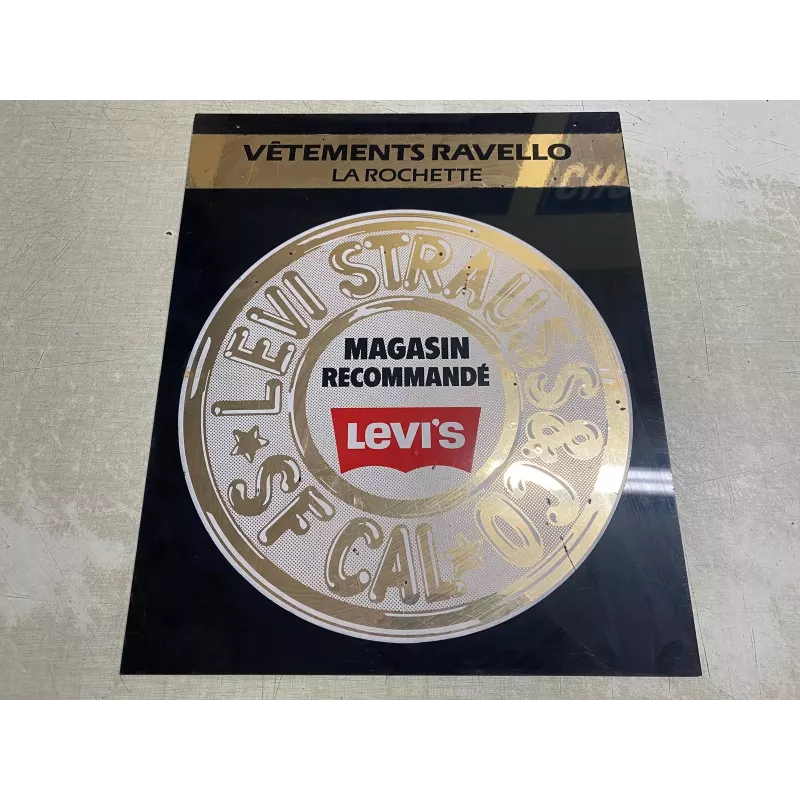 VÊTEMENTS RAVELLO
LA ROCHETTE
LEVI STRAUSS & CO
SF CAL
MAGASIN
RECOMMANDÉ
Levi's